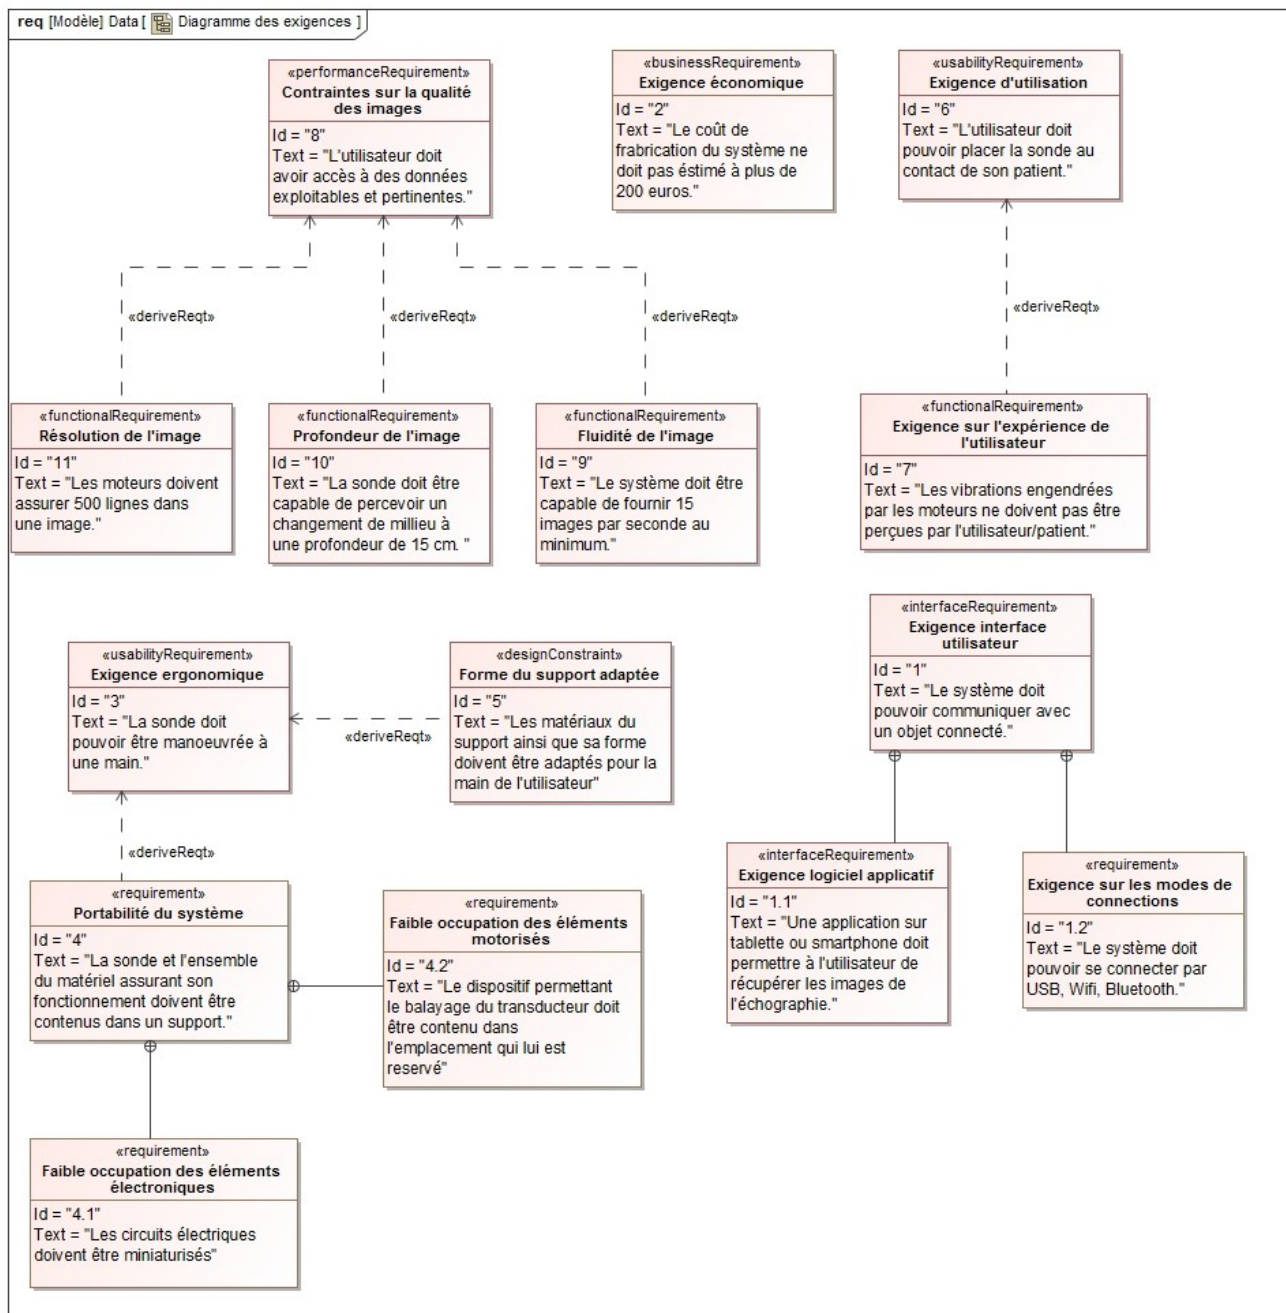 req [Modèle] Data [ Diagramme des exigences ]
«performanceRequirement»
Contraintes sur la qualité
des images
Id = "8"
Text = "L'utilisateur doit
avoir accès à des données
exploitables et pertinentes."
«businessRequirement»
Exigence économique
Id = "2"
Text = "Le coût de
frabrication du système ne
doit pas éstimé à plus de
200 euros."
«usabilityRequirement»
Exigence d'utilisation
Id = "6"
Text = "L'utilisateur doit
pouvoir placer la sonde au
contact de son patient."
«deriveReqt»
«deriveReqt»
«deriveReqt»
«deriveReqt»
«functionalRequirement»
Résolution de l'image
Id = "11"
Text = "Les moteurs doivent
assurer 500 lignes dans
une image."
«functionalRequirement»
Profondeur de l'image
Id = "10"
Text = "La sonde doit être
capable de percevoir un
changement de millieu à
une profondeur de 15 cm. "
«functionalRequirement»
Fluidité de l'image
Id = "9"
Text = "Le système doit être
capable de fournir 15
images par seconde au
minimum."
«functionalRequirement»
Exigence sur l'expérience de
l'utilisateur
Id = "7"
Text = "Les vibrations engendrées
par les moteurs ne doivent pas être
perçues par l'utilisateur/patient."
«usabilityRequirement»
Exigence ergonomique
Id = "3"
Text = "La sonde doit
pouvoir être manoeuvrée à
une main."
«deriveReqt»
«designConstraint»
Forme du support adaptée
Id = "5"
Text = "Les matériaux du
support ainsi que sa forme
doivent être adaptés pour la
main de l'utilisateur"
«interfaceRequirement»
Exigence interface
utilisateur
Id = "1"
Text = "Le système doit
pouvoir communiquer avec
un objet connecté."
«deriveReqt»
«requirement»
Portabilité du système
Id = "4"
Text = "La sonde et l'ensemble
du matériel assurant son
fonctionnement doivent être
contenus dans un support."
«requirement»
Faible occupation des éléments
motorisés
Id = "4.2"
Text = "Le dispositif permettant
le balayage du transducteur doit
être contenu dans
l'emplacement qui lui est
reservé"
«interfaceRequirement»
Exigence logiciel applicatif
Id = "1.1"
Text = "Une application sur
tablette ou smartphone doit
permettre à l'utilisateur de
récupérer les images de
l'échographie."
«requirement»
Exigence sur les modes de
connections
Id = "1.2"
Text = "Le système doit
pouvoir se connecter par
USB, Wifi, Bluetooth."
«requirement»
Faible occupation des éléments
électroniques
Id = "4.1"
Text = "Les circuits électriques
doivent être miniaturisés"